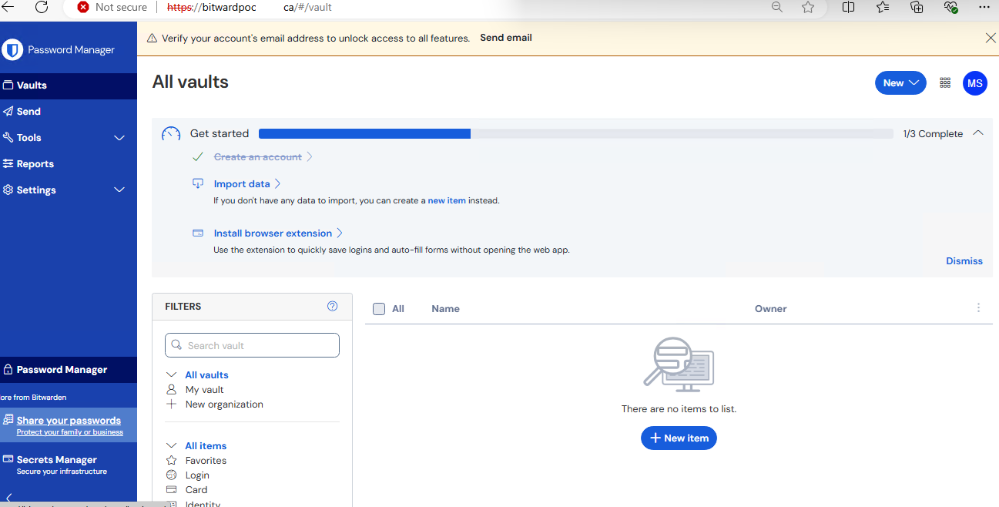 Not secure https://bitwardpoc ca/#/vault
Verify your account's email address to unlock access to all features. Send email
Password Manager
Vaults
Send
Tools
Reports
Settings
All vaults
New
MS
Get started
1/3 Complete
Create an account
Import data
If you don't have any data to import, you can create a new item instead.
Install browser extension
Use the extension to quickly save logins and auto-fill forms without opening the web app.
Dismiss
FILTERS
Search vault
All vaults
My vault
New organization
All items
Favorites
Login
Card
Identity
All Name Owner
There are no items to list.
New item
Password Manager
ore from Bitwarden
Share your passwords
Protect your family or business
Secrets Manager
Secure your infrastructure